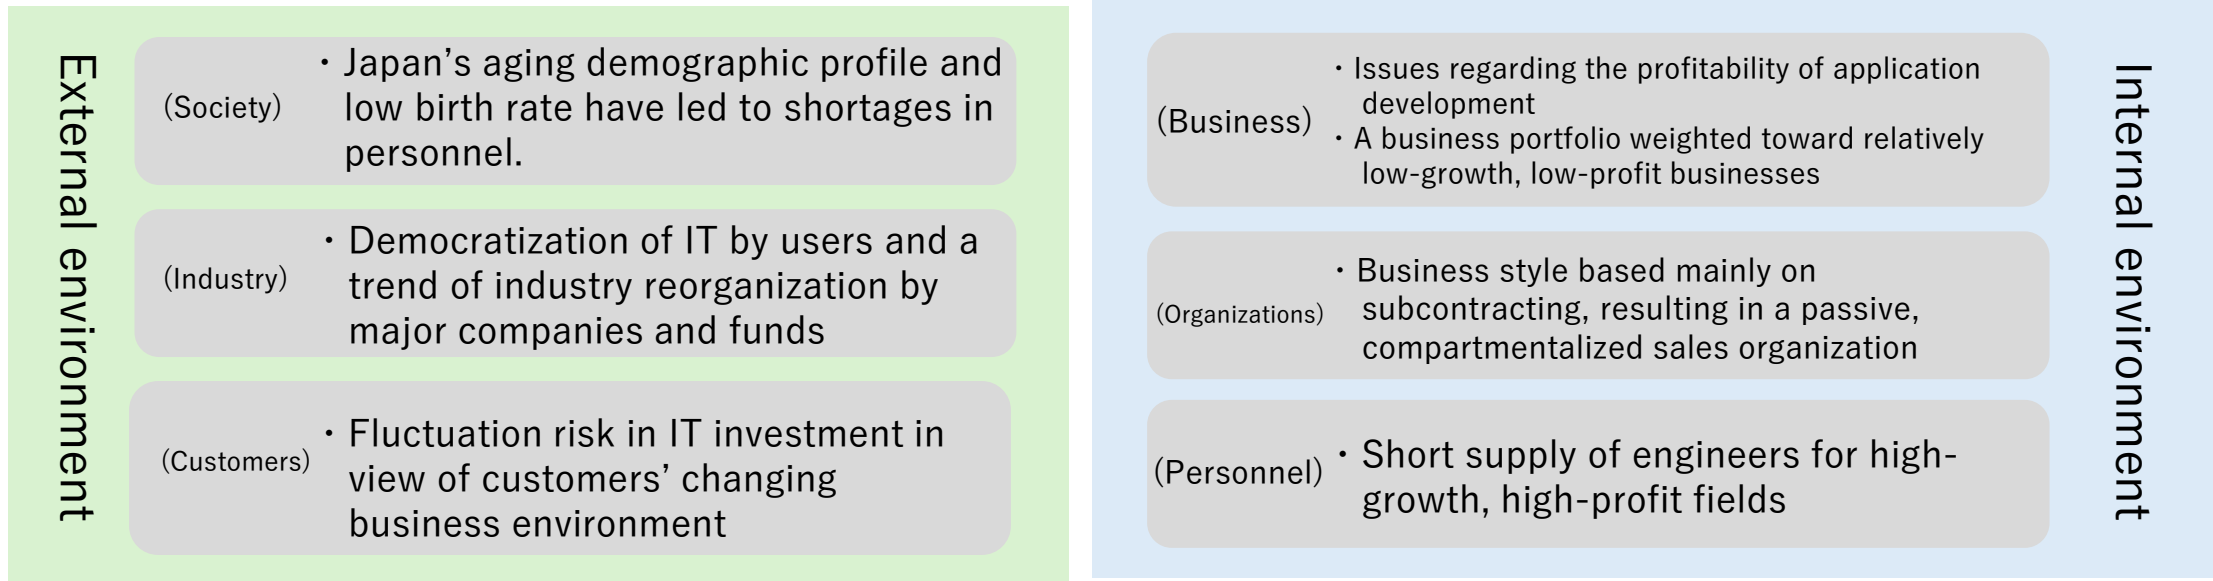 External environment
(Society)
・Japan’s aging demographic profile and
low birth rate have led to shortages in
personnel.
(Industry)
・Democratization of IT by users and a
trend of industry reorganization by
major companies and funds
(Customers)
・Fluctuation risk in IT investment in
view of customers’ changing
business environment
Internal environment
(Business)
・Issues regarding the profitability of application
development
・A business portfolio weighted toward relatively
low-growth, low-profit businesses
(Organizations)
・Business style based mainly on
subcontracting, resulting in a passive,
compartmentalized sales organization
(Personnel)
・Short supply of engineers for high-
growth, high-profit fields